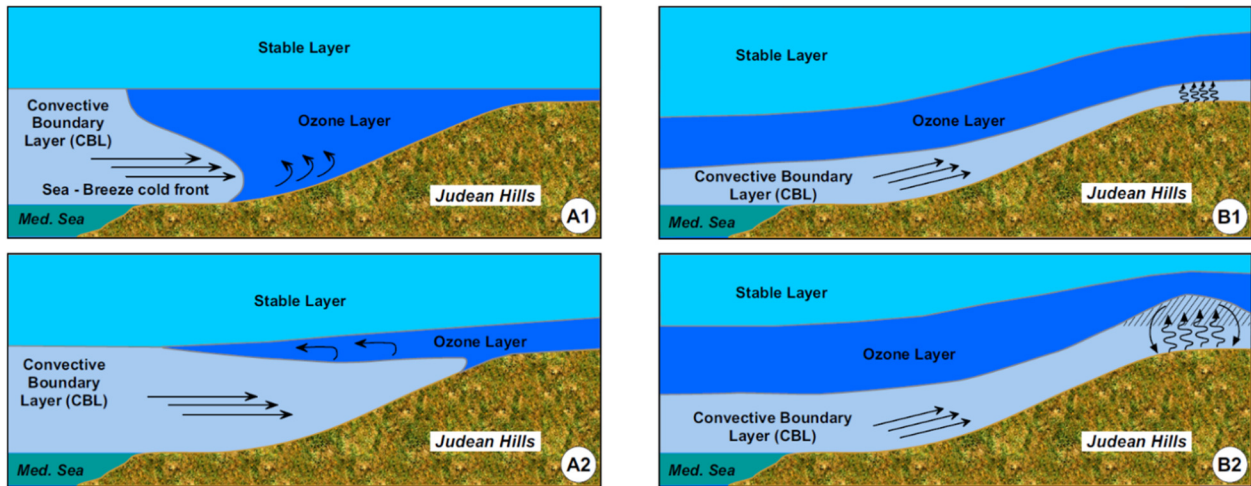 Stable Layer
Convective
Boundary
Layer (CBL)
Ozone Layer
Sea - Breeze cold front
Judean Hills
Med. Sea
A1
Stable Layer
Ozone Layer
Convective Boundary
Layer (CBL)
Judean Hills
Med. Sea
B1
Stable Layer
Ozone Layer
Convective
Boundary
Layer (CBL)
Judean Hills
Med. Sea
A2
Stable Layer
Ozone Layer
Convective Boundary
Layer (CBL)
Judean Hills
Med. Sea
B2